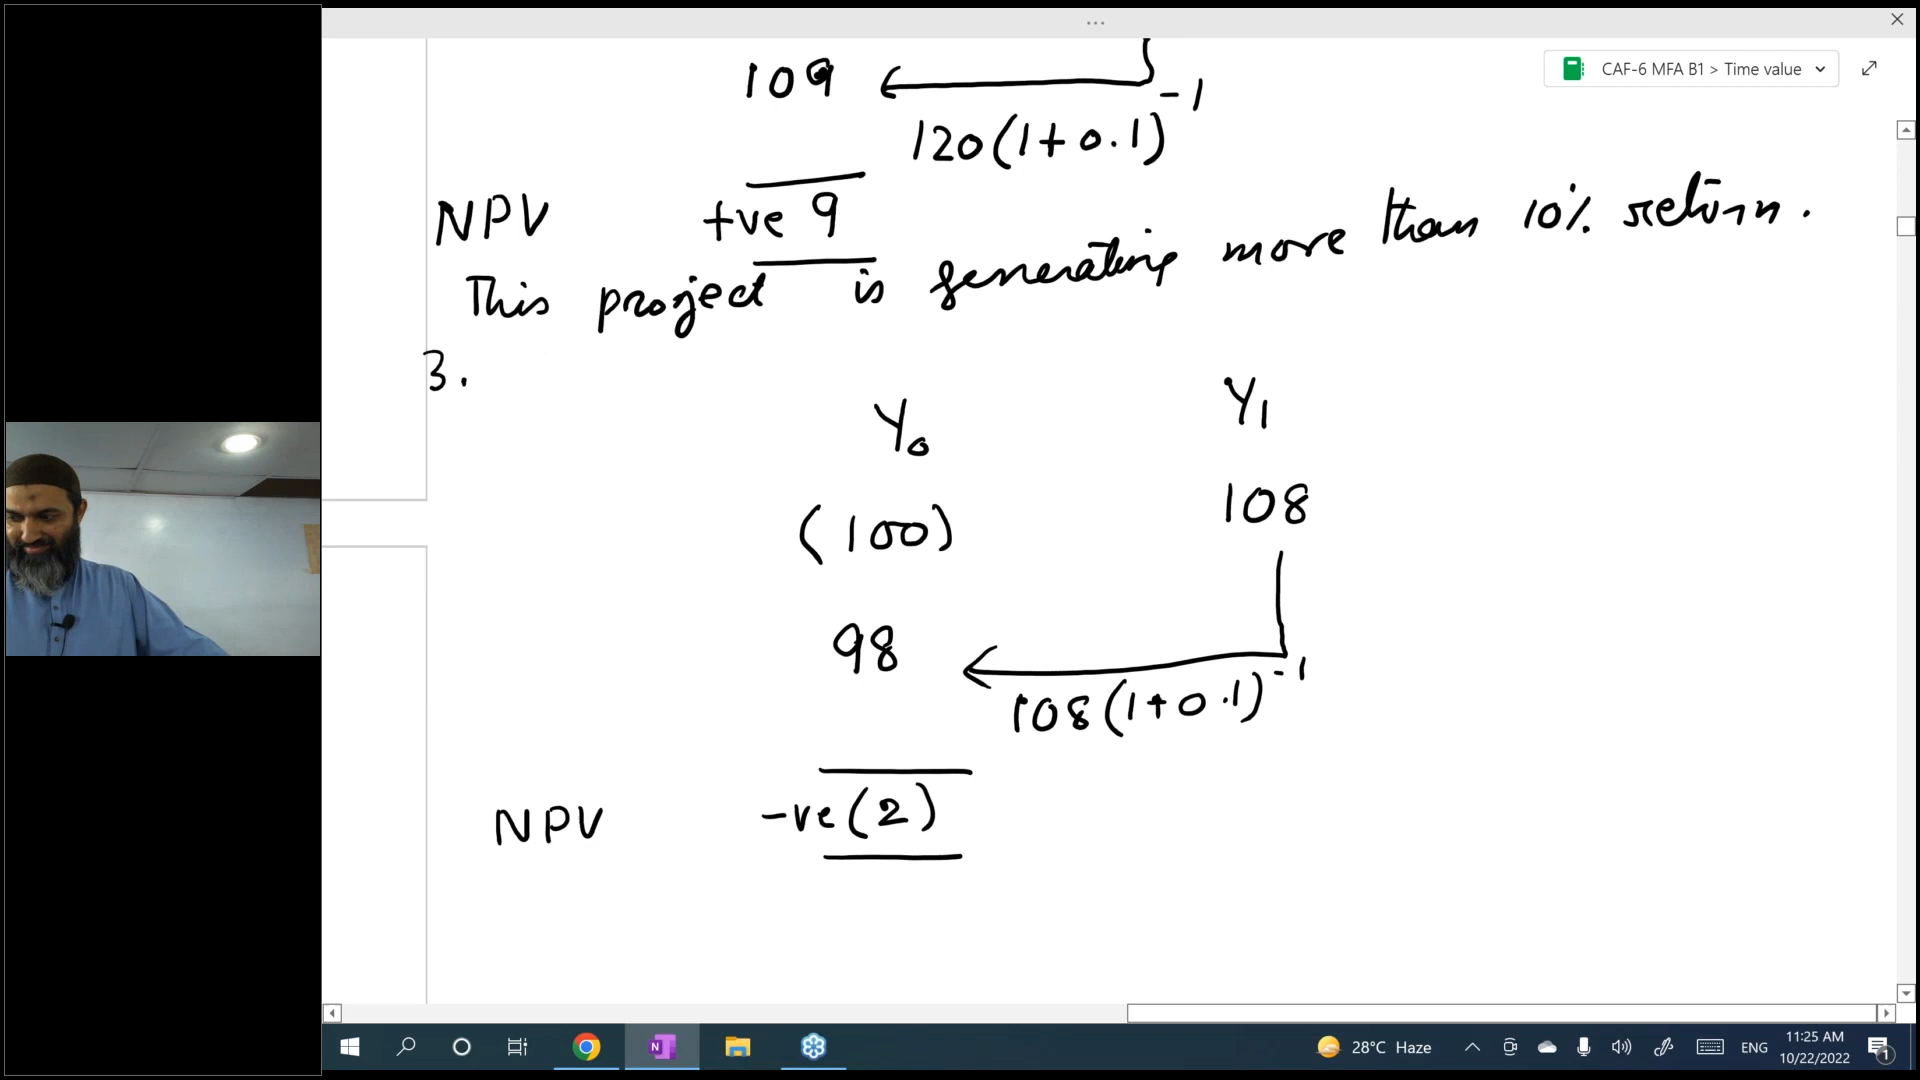 ...
CAF-6 MFA B1 > Time value
109
-1
120(1+0.1)
NPV +ve 9
This project is generating more than 10% return.
3.
Y0 Y1
(100) 108
98
108(1+0.1)-1
NPV -ve(2)
28°C Haze
ENG
11:25 AM
10/22/2022
1